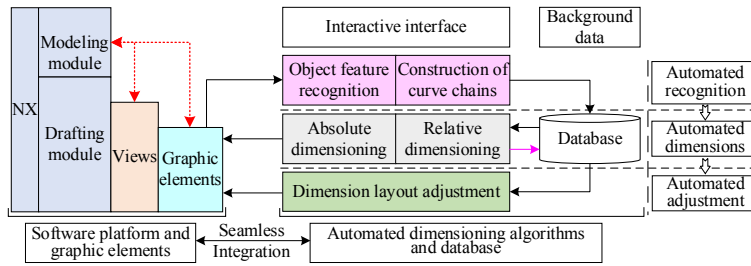 NX
Modeling
module
Drafting
module
Views
Graphic
elements
Interactive interface
Background
data
Object feature
recognition
Construction of
curve chains
Absolute
dimensioning
Relative
dimensioning
Database
Dimension layout adjustment
Automated
recognition
Automated
dimensions
Automated
adjustment
Software platform and
graphic elements
Seamless
Integration
Automated dimensioning algorithms
and database